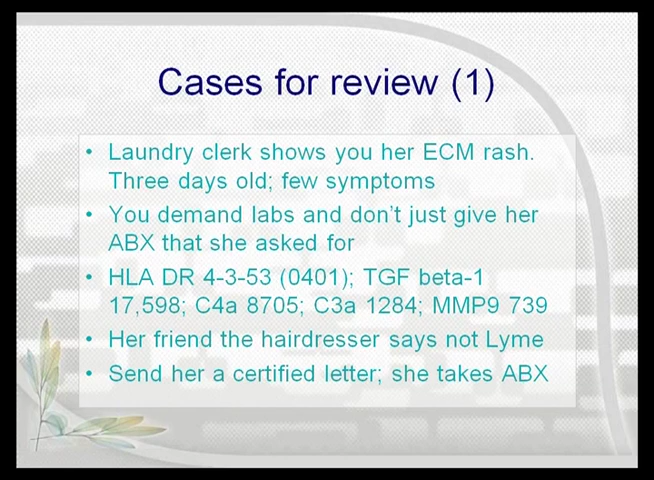 Cases for review (1)
• Laundry clerk shows you her ECM rash.
Three days old; few symptoms
• You demand labs and don't just give her
ABX that she asked for
• HLA DR 4-3-53 (0401); TGF beta-1
17,598; C4a 8705; C3a 1284; MMP9 739
• Her friend the hairdresser says not Lyme
• Send her a certified letter; she takes ABX